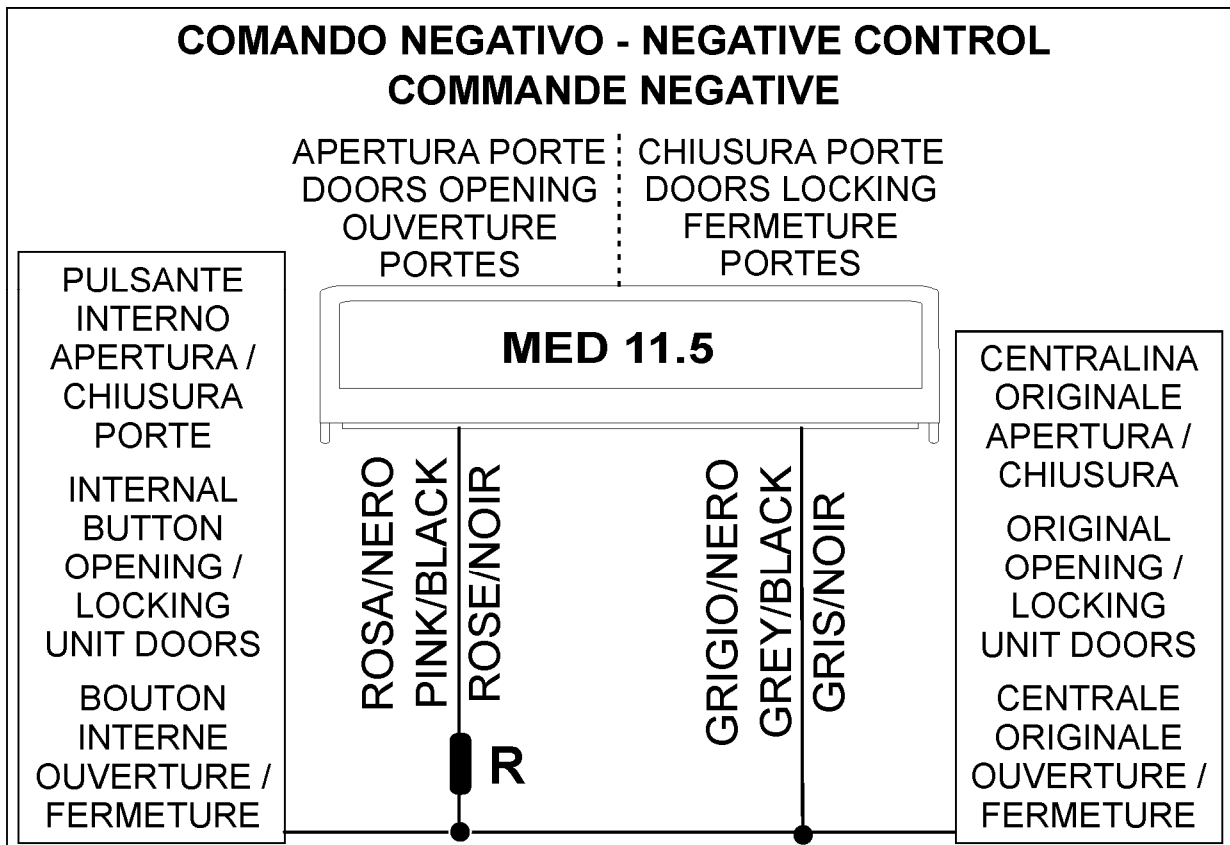 COMANDO NEGATIVO - NEGATIVE CONTROL
COMMANDE NEGATIVE
APERTURA PORTE
DOORS OPENING
OUVERTURE
PORTES
CHIUSURA PORTE
DOORS LOCKING
FERMETURE
PORTES
PULSANTE
INTERNO
APERTURA /
CHIUSURA
PORTE
INTERNAL
BUTTON
OPENING /
LOCKING
UNIT DOORS
BOUTON
INTERNE
OUVERTURE /
FERMETURE
MED 11.5
ROSA/NERO
PINK/BLACK
ROSE/NOIR
R
GRIGIO/NERO
GREY/BLACK
GRIS/NOIR
CENTRALINA
ORIGINALE
APERTURA /
CHIUSURA
ORIGINAL
OPENING /
LOCKING
UNIT DOORS
CENTRALE
ORIGINALE
OUVERTURE /
FERMETURE